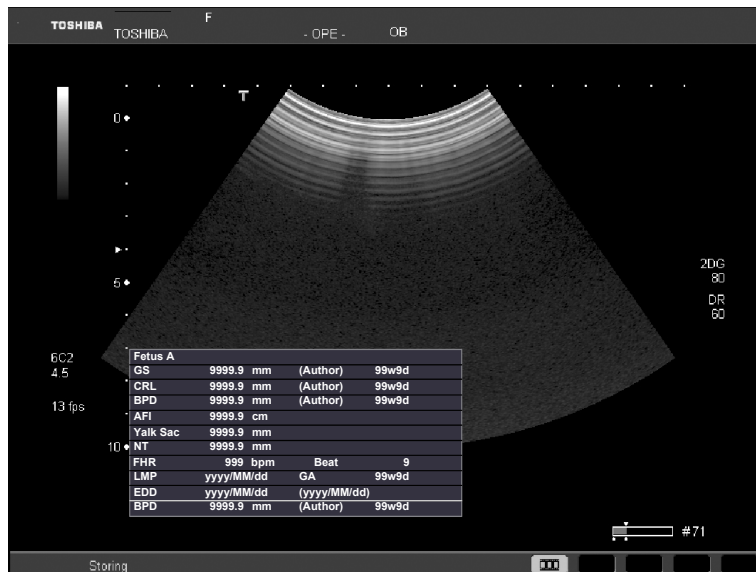 TOSHIBA
TOSHIBA
F
- OPE -
OB
T
0
5
10
2DG
80
DR
60
6C2
4.5
13 fps
Fetus A
GS 9999.9 mm (Author) 99w9d
CRL 9999.9 mm (Author) 99w9d
BPD 9999.9 mm (Author) 99w9d
AFI 9999.9 cm
Yalk Sac 9999.9 mm
NT 9999.9 mm
FHR 999 bpm Beat 9
LMP yyyy/MM/dd GA 99w9d
EDD yyyy/MM/dd (yyyy/MM/dd)
BPD 9999.9 mm (Author) 99w9d
#71
Storing